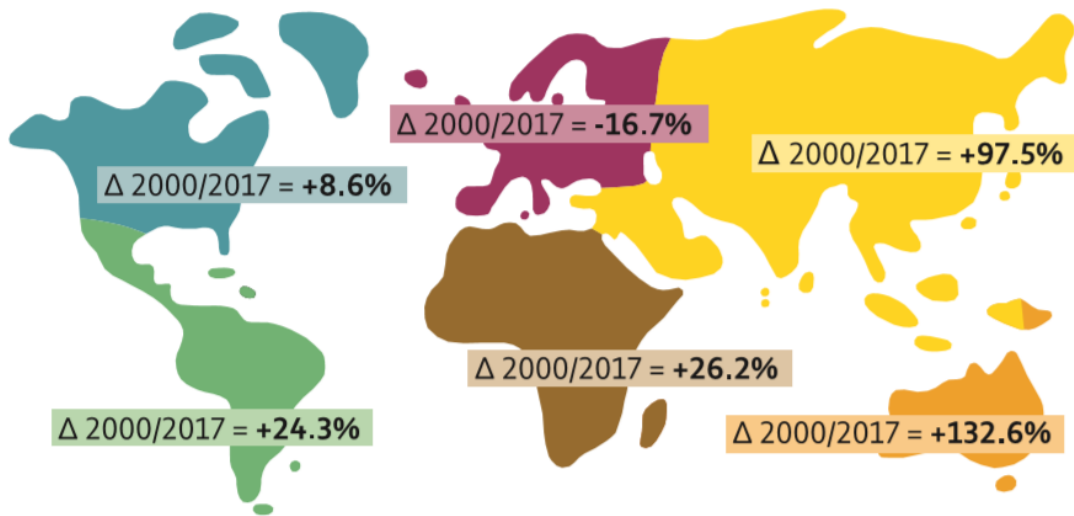 Δ 2000/2017 = -16.7%
Δ 2000/2017 = +97.5%
Δ 2000/2017 = +8.6%
Δ 2000/2017 = +26.2%
Δ 2000/2017 = +24.3%
Δ 2000/2017 = +132.6%